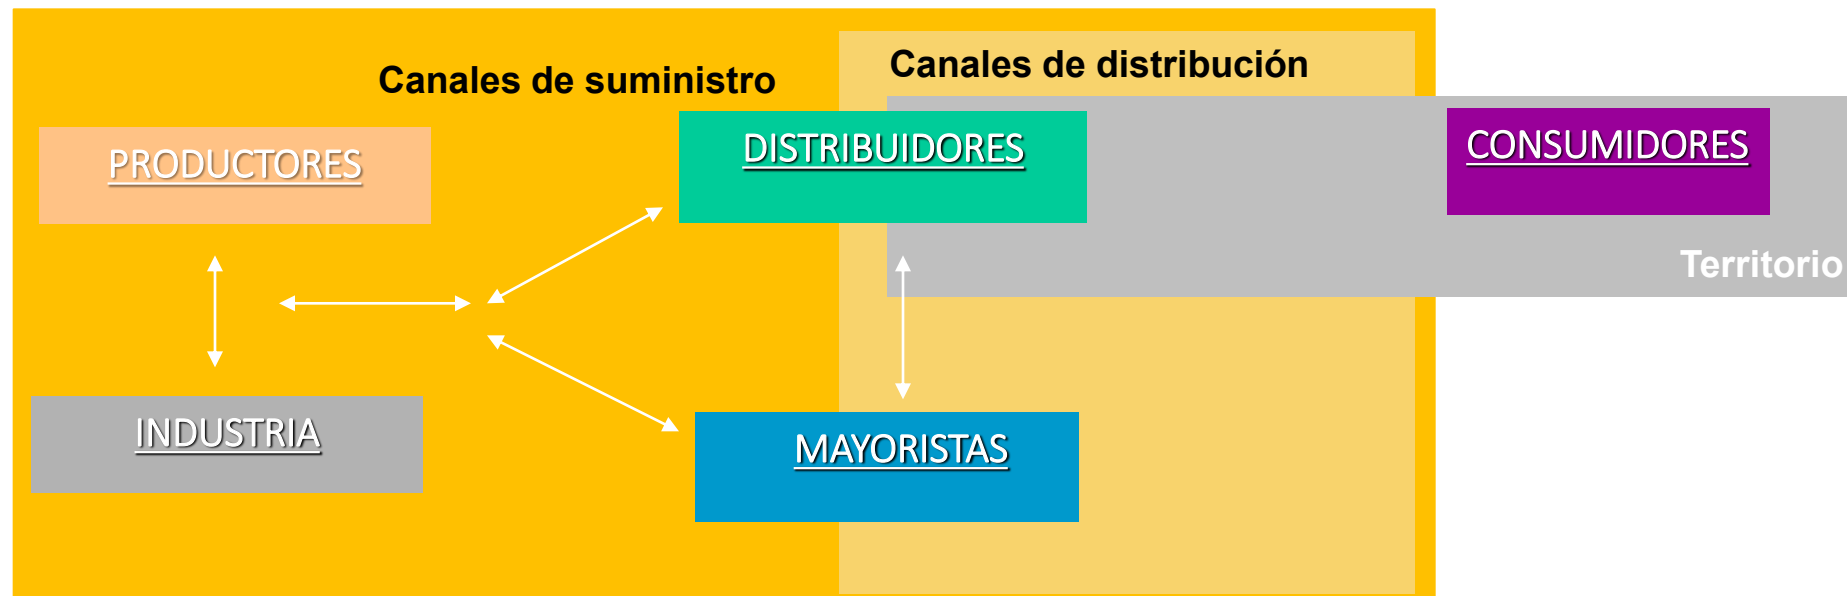 Canales de suministro
Canales de distribución
PRODUCTORES
DISTRIBUIDORES
CONSUMIDORES
Territorio
INDUSTRIA
MAYORISTAS